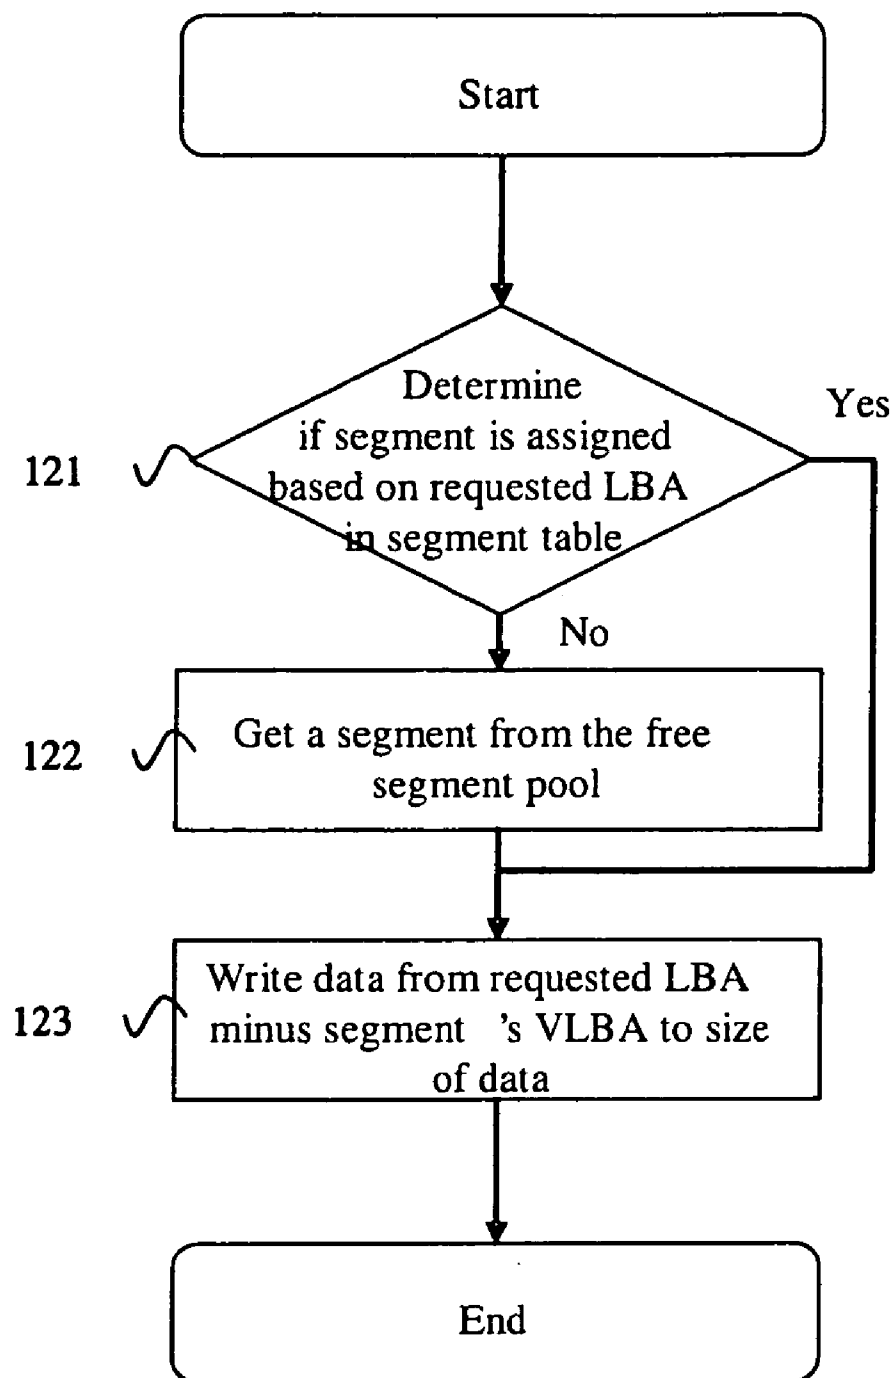 Start
Determine
if segment is assigned
based on requested LBA
in segment table
Yes
121
No
122
Get a segment from the free
segment pool
123
Write data from requested LBA
minus segment 's VLBA to size
of data
End